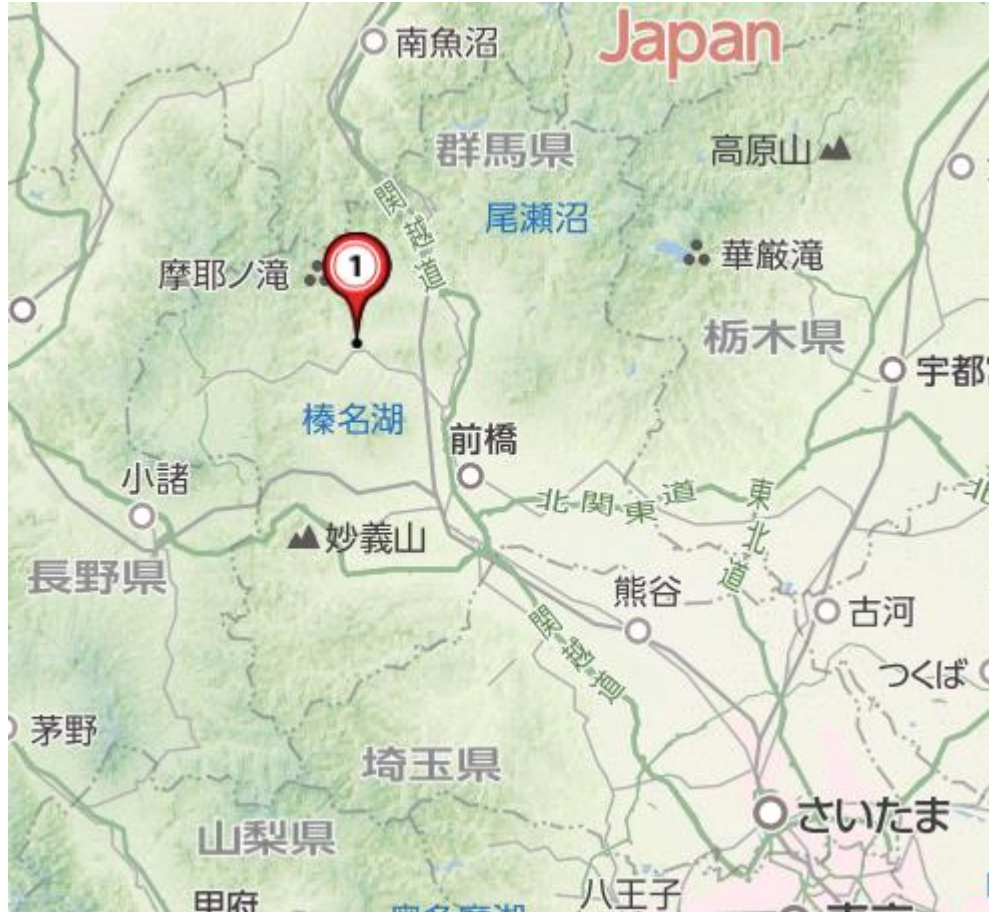 南魚沼
Japan
群馬県
高原山
関越道
尾瀬沼
摩耶ノ滝
1
華厳滝
栃木県
宇都
榛名湖
前橋
小諸
北関東道
東北道
妙義山
長野県
熊谷
古河
関越道
つくば
茅野
埼玉県
さいたま
山梨県
甲府
八王子